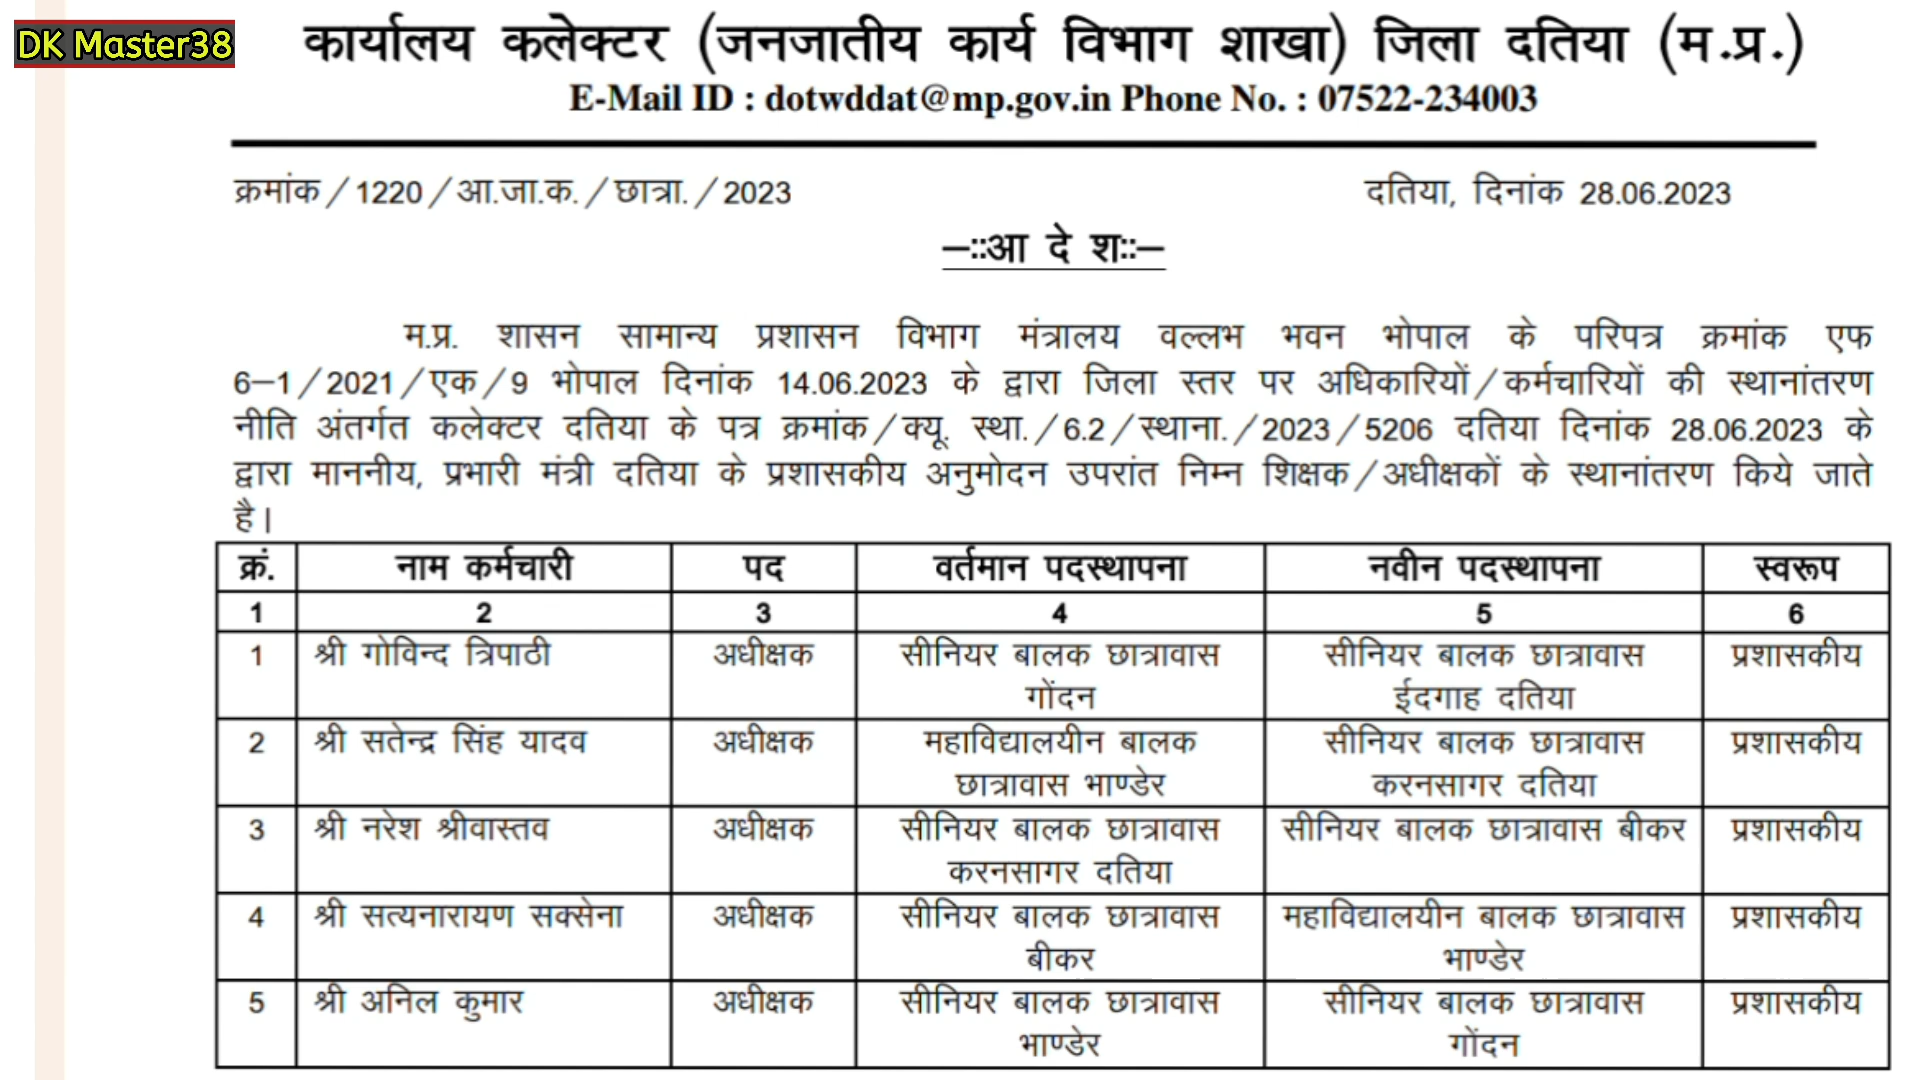 DK Master38
कार्यालय कलेक्टर (जनजातीय कार्य विभाग शाखा) जिला दतिया (म.प्र.)
E-Mail ID : dotwddat@mp.gov.in Phone No. : 07522-234003
क्रमांक/1220/आ.जा.क./छात्रा./2023 दतिया, दिनांक 28.06.2023
—::आ दे श::—
म.प्र. शासन सामान्य प्रशासन विभाग मंत्रालय वल्लभ भवन भोपाल के परिपत्र क्रमांक एफ
6—1/2021/एक/9 भोपाल दिनांक 14.06.2023 के द्वारा जिला स्तर पर अधिकारियों/कर्मचारियों की स्थानांतरण
नीति अंतर्गत कलेक्टर दतिया के पत्र क्रमांक/क्यू. स्था./6.2/स्थाना./2023/5206 दतिया दिनांक 28.06.2023 के
द्वारा माननीय, प्रभारी मंत्री दतिया के प्रशासकीय अनुमोदन उपरांत निम्न शिक्षक/अधीक्षकों के स्थानांतरण किये जाते
है।
क्रं. नाम कर्मचारी पद वर्तमान पदस्थापना नवीन पदस्थापना स्वरूप
1 2 3 4 5 6
1 श्री गोविन्द त्रिपाठी अधीक्षक सीनियर बालक छात्रावास सीनियर बालक छात्रावास प्रशासकीय
गोंदन ईदगाह दतिया
2 श्री सतेन्द्र सिंह यादव अधीक्षक महाविद्यालयीन बालक सीनियर बालक छात्रावास प्रशासकीय
छात्रावास भाण्डेर करनसागर दतिया
3 श्री नरेश श्रीवास्तव अधीक्षक सीनियर बालक छात्रावास सीनियर बालक छात्रावास बीकर प्रशासकीय
करनसागर दतिया
4 श्री सत्यनारायण सक्सेना अधीक्षक सीनियर बालक छात्रावास महाविद्यालयीन बालक छात्रावास प्रशासकीय
बीकर भाण्डेर
5 श्री अनिल कुमार अधीक्षक सीनियर बालक छात्रावास सीनियर बालक छात्रावास प्रशासकीय
भाण्डेर गोंदन